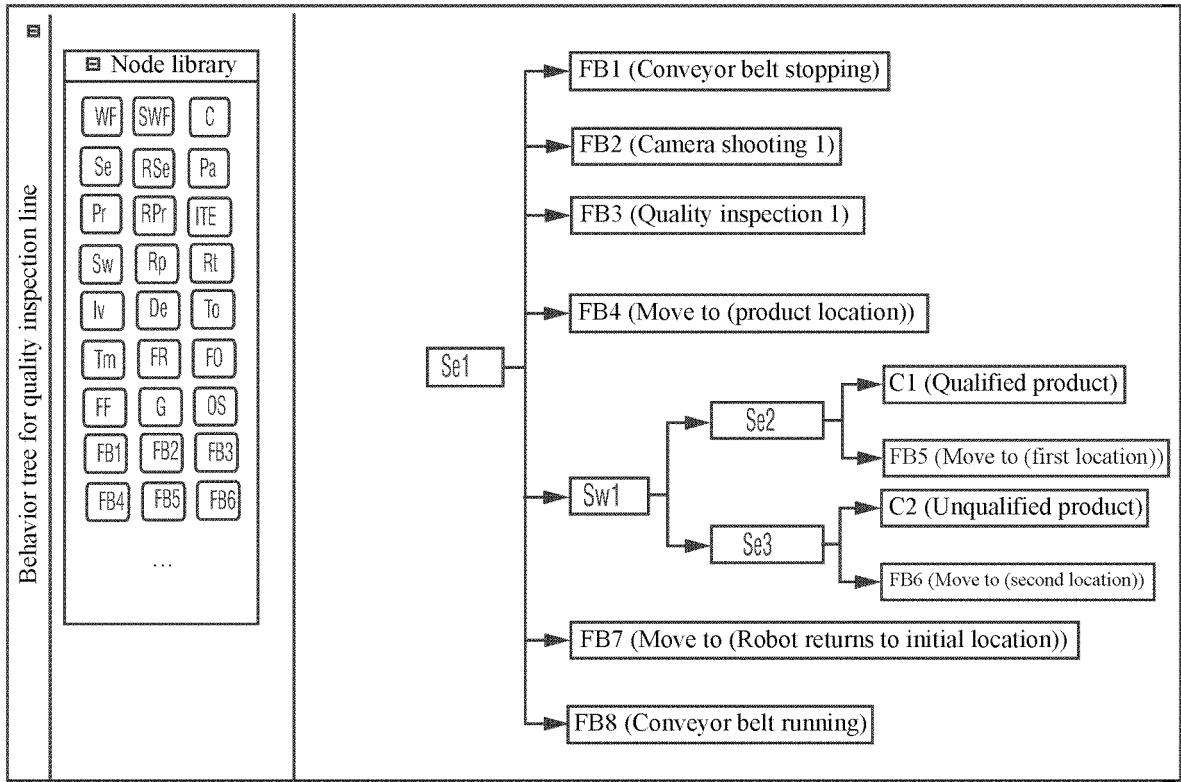 Behavior tree for quality inspection line
Node library
WF SWF C
Se RSe Pa
Pr RPr ITE
Sw Rp Rt
Iv De To
Tm FR FO
FF G OS
FB1 FB2 FB3
FB4 FB5 FB6
...
FB1 (Conveyor belt stopping)
FB2 (Camera shooting 1)
FB3 (Quality inspection 1)
FB4 (Move to (product location))
Se1
C1 (Qualified product)
Se2
FB5 (Move to (first location))
Sw1
C2 (Unqualified product)
Se3
FB6 (Move to (second location))
FB7 (Move to (Robot returns to initial location))
FB8 (Conveyor belt running)